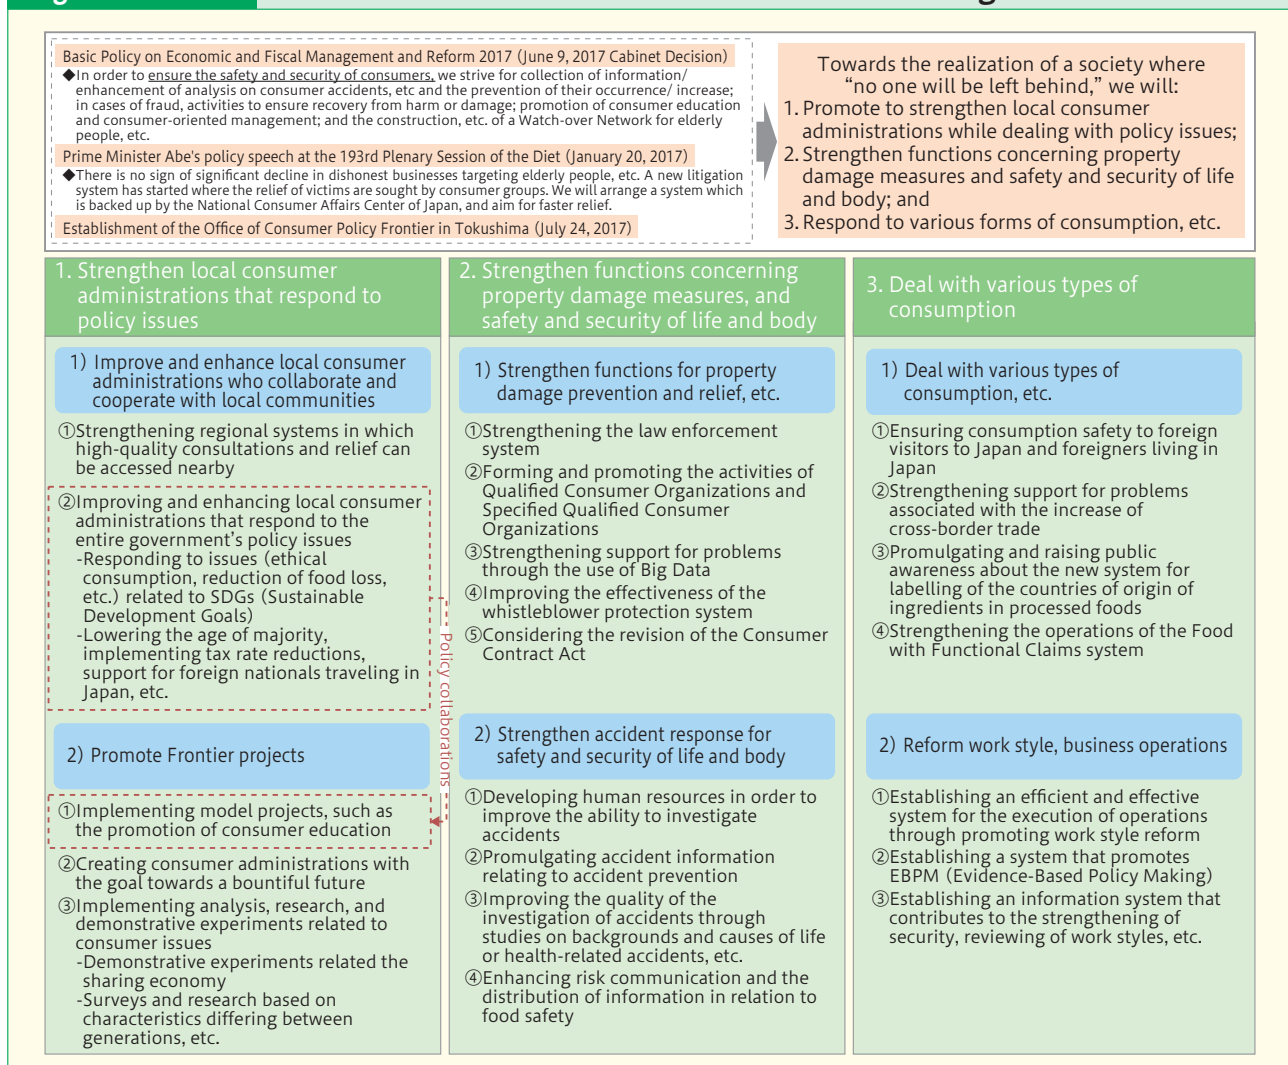 Basic Policy on Economic and Fiscal Management and Reform 2017 (June 9, 2017 Cabinet Decision)
◆In order to ensure the safety and security of consumers, we strive for collection of information/
enhancement of analysis on consumer accidents, etc and the prevention of their occurrence/ increase;
in cases of fraud, activities to ensure recovery from harm or damage; promotion of consumer education
and consumer-oriented management; and the construction, etc. of a Watch-over Network for elderly
people, etc.
Prime Minister Abe's policy speech at the 193rd Plenary Session of the Diet (January 20, 2017)
◆There is no sign of significant decline in dishonest businesses targeting elderly people, etc. A new litigation
system has started where the relief of victims are sought by consumer groups. We will arrange a system which
is backed up by the National Consumer Affairs Center of Japan, and aim for faster relief.
Establishment of the Office of Consumer Policy Frontier in Tokushima (July 24, 2017)
Towards the realization of a society where
"no one will be left behind," we will:
1. Promote to strengthen local consumer
administrations while dealing with policy issues;
2. Strengthen functions concerning property
damage measures and safety and security of life
and body; and
3. Respond to various forms of consumption, etc.
1. Strengthen local consumer
administrations that respond to
policy issues
1) Improve and enhance local consumer
administrations who collaborate and
cooperate with local communities
①Strengthening regional systems in which
high-quality consultations and relief can
be accessed nearby
②Improving and enhancing local consumer
administrations that respond to the
entire government's policy issues
-Responding to issues (ethical
consumption, reduction of food loss,
etc.) related to SDGs (Sustainable
Development Goals)
-Lowering the age of majority,
implementing tax rate reductions,
support for foreign nationals traveling in
Japan, etc.
Policy collaborations
2) Promote Frontier projects
①Implementing model projects, such as
the promotion of consumer education
②Creating consumer administrations with
the goal towards a bountiful future
③Implementing analysis, research, and
demonstrative experiments related to
consumer issues
-Demonstrative experiments related the
sharing economy
-Surveys and research based on
characteristics differing between
generations, etc.
2. Strengthen functions concerning
property damage measures, and
safety and security of life and body
1) Strengthen functions for property
damage prevention and relief, etc.
①Strengthening the law enforcement
system
②Forming and promoting the activities of
Qualified Consumer Organizations and
Specified Qualified Consumer
Organizations
③Strengthening support for problems
through the use of Big Data
④Improving the effectiveness of the
whistleblower protection system
⑤Considering the revision of the Consumer
Contract Act
2) Strengthen accident response for
safety and security of life and body
①Developing human resources in order to
improve the ability to investigate
accidents
②Promulgating accident information
relating to accident prevention
③Improving the quality of the
investigation of accidents through
studies on backgrounds and causes of life
or health-related accidents, etc.
④Enhancing risk communication and the
distribution of information in relation to
food safety
3. Deal with various types of
consumption
1) Deal with various types of
consumption, etc.
①Ensuring consumption safety to foreign
visitors to Japan and foreigners living in
Japan
②Strengthening support for problems
associated with the increase of
cross-border trade
③Promulgating and raising public
awareness about the new system for
labelling of the countries of origin of
ingredients in processed foods
④Strengthening the operations of the Food
with Functional Claims system
2) Reform work style, business operations
①Establishing an efficient and effective
system for the execution of operations
through promoting work style reform
②Establishing a system that promotes
EBPM (Evidence-Based Policy Making)
③Establishing an information system that
contributes to the strengthening of
security, reviewing of work styles, etc.